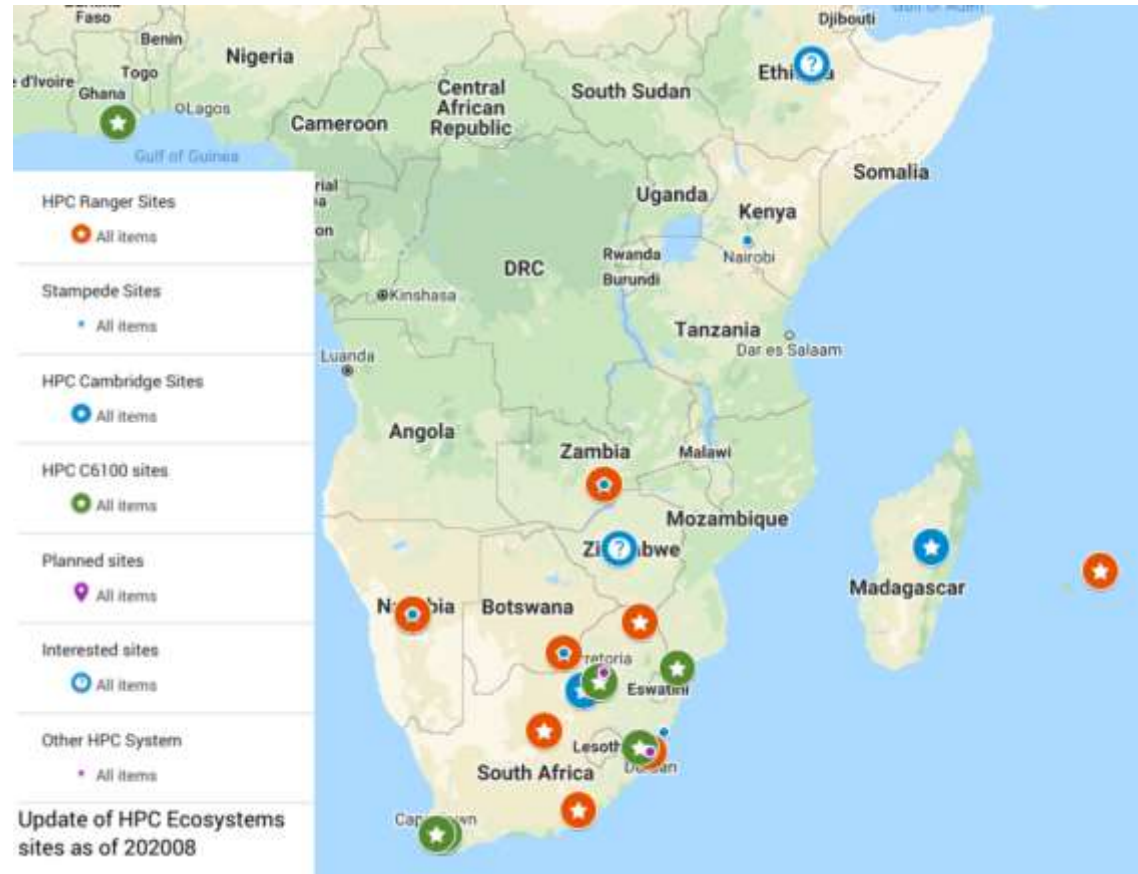 Faso
Djibouti
Benin
Nigeria
Togo
d'Ivoire
Ghana
Lagos
Central
African
Republic
South Sudan
Cameroon
Gulf of Guinea
Somalia
Uganda
Kenya
Rwanda
Nairobi
DRC
Burundi
Kinshasa
Tanzania
Dar es Salaam
Luanda
Angola
Zambia
Malawi
Mozambique
Madagascar
Botswana
Eswatini
South Africa
HPC Ranger Sites
All items
Stampede Sites
All items
HPC Cambridge Sites
All items
HPC C6100 sites
All items
Planned sites
All items
Interested sites
All items
Other HPC System
All items
Update of HPC Ecosystems
sites as of 202008